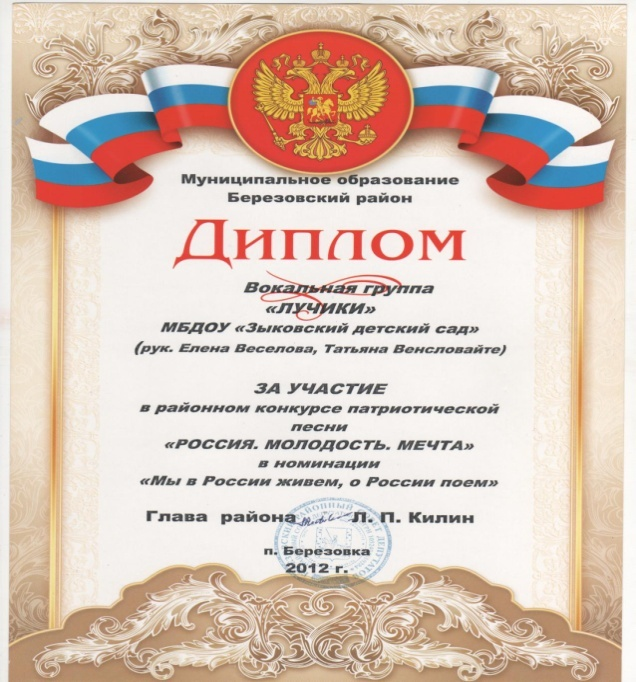 Муниципальное образование
Березовский район
Диплом
Вокальная группа
«ЛУЧИКИ»
МБДОУ «Зыковский детский сад»
(рук. Елена Веселова, Татьяна Венсловайте)
ЗА УЧАСТИЕ
в районном конкурсе патриотической
песни
«РОССИЯ. МОЛОДОСТЬ. МЕЧТА»
в номинации
«Мы в России живем, о России поем»
Глава района Л. П. Килин
п. Березовка
2012 г.